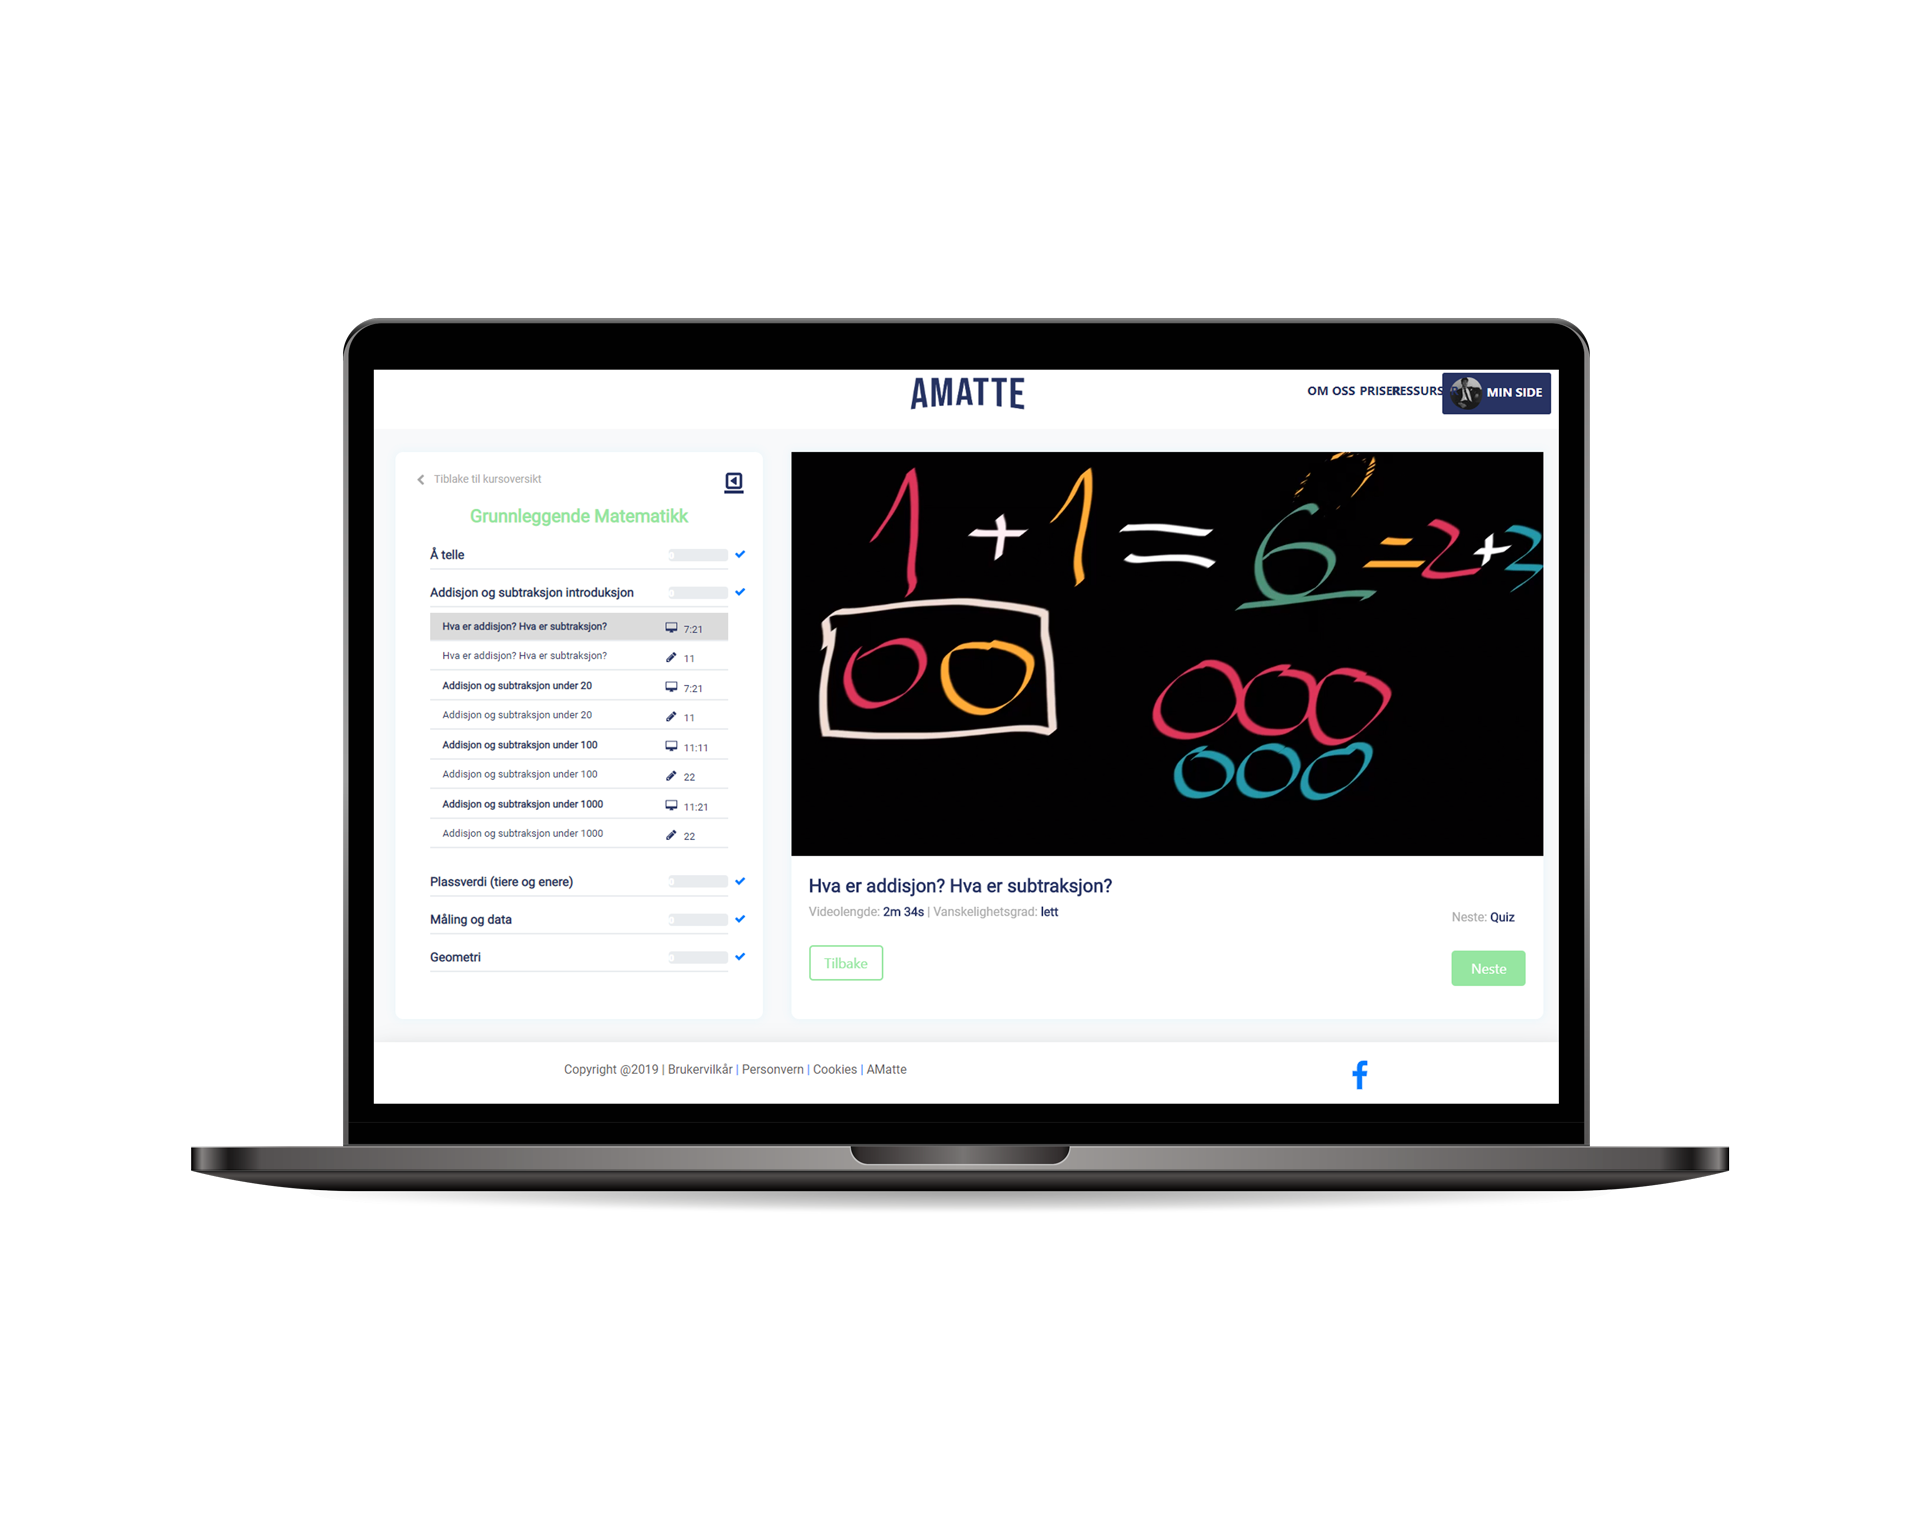 AMATTE
OM OSS PRISER RESSURS MIN SIDE
Tiblake til kursoversikt
Grunnleggende Matematikk
Å telle
Addisjon og subtraksjon introduksjon
Hva er addisjon? Hva er subtraksjon? 7:21
Hva er addisjon? Hva er subtraksjon? 11
Addisjon og subtraksjon under 20 7:21
Addisjon og subtraksjon under 20 11
Addisjon og subtraksjon under 100 11:11
Addisjon og subtraksjon under 100 22
Addisjon og subtraksjon under 1000 11:21
Addisjon og subtraksjon under 1000 22
Plassverdi (tiere og enere)
Måling og data
Geometri
1 + 1 = 6 = 2 + 3
Hva er addisjon? Hva er subtraksjon?
Videolengde: 2m 34s | Vanskelighetsgrad: lett
Neste: Quiz
Tilbake
Neste
Copyright @2019 | Brukervilkår | Personvern | Cookies | AMatte